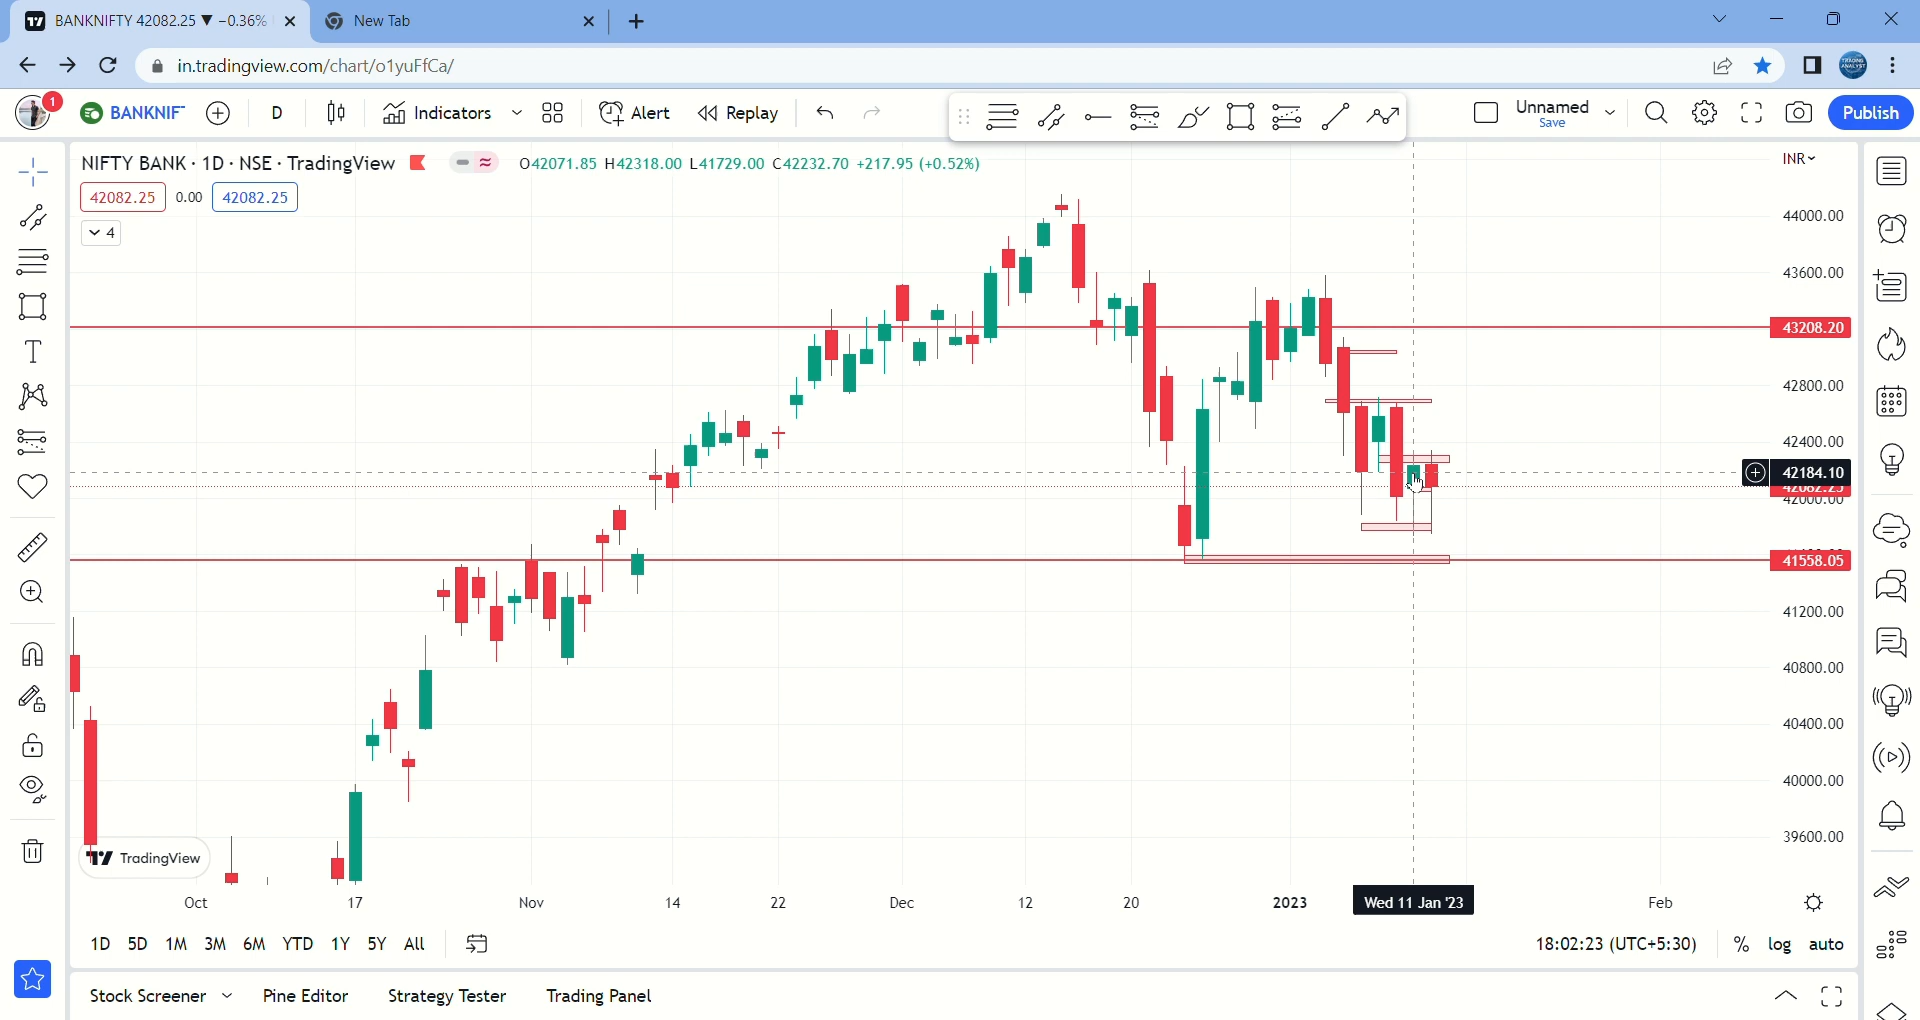 BANKNIFTY 42082.25 ▼ −0.36%
New Tab
in.tradingview.com/chart/o1yuFfCa/
1
BANKNIF
D
Indicators
Alert
Replay
Unnamed
Save
Publish
NIFTY BANK · 1D · NSE · TradingView
O42071.85 H42318.00 L41729.00 C42232.70 +217.95 (+0.52%)
INR
42082.25 0.00 42082.25
4
44000.00
43600.00
43208.20
42800.00
42400.00
42184.10
42082.25
42000.00
41558.05
41200.00
40800.00
40400.00
40000.00
39600.00
TradingView
Oct 17 Nov 14 22 Dec 12 20 2023 Wed 11 Jan '23 Feb
1D 5D 1M 3M 6M YTD 1Y 5Y All
18:02:23 (UTC+5:30) % log auto
Stock Screener Pine Editor Strategy Tester Trading Panel